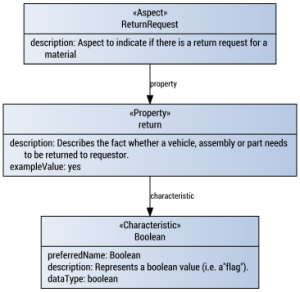 «Aspect»
ReturnRequest
description: Aspect to indicate if there is a return request for a
material
property
«Property»
return
description: Describes the fact whether a vehicle, assembly or part needs
to be returned to requestor.
exampleValue: yes
characteristic
«Characteristic»
Boolean
preferredName: Boolean
description: Represents a boolean value (i.e. a"flag").
dataType: boolean